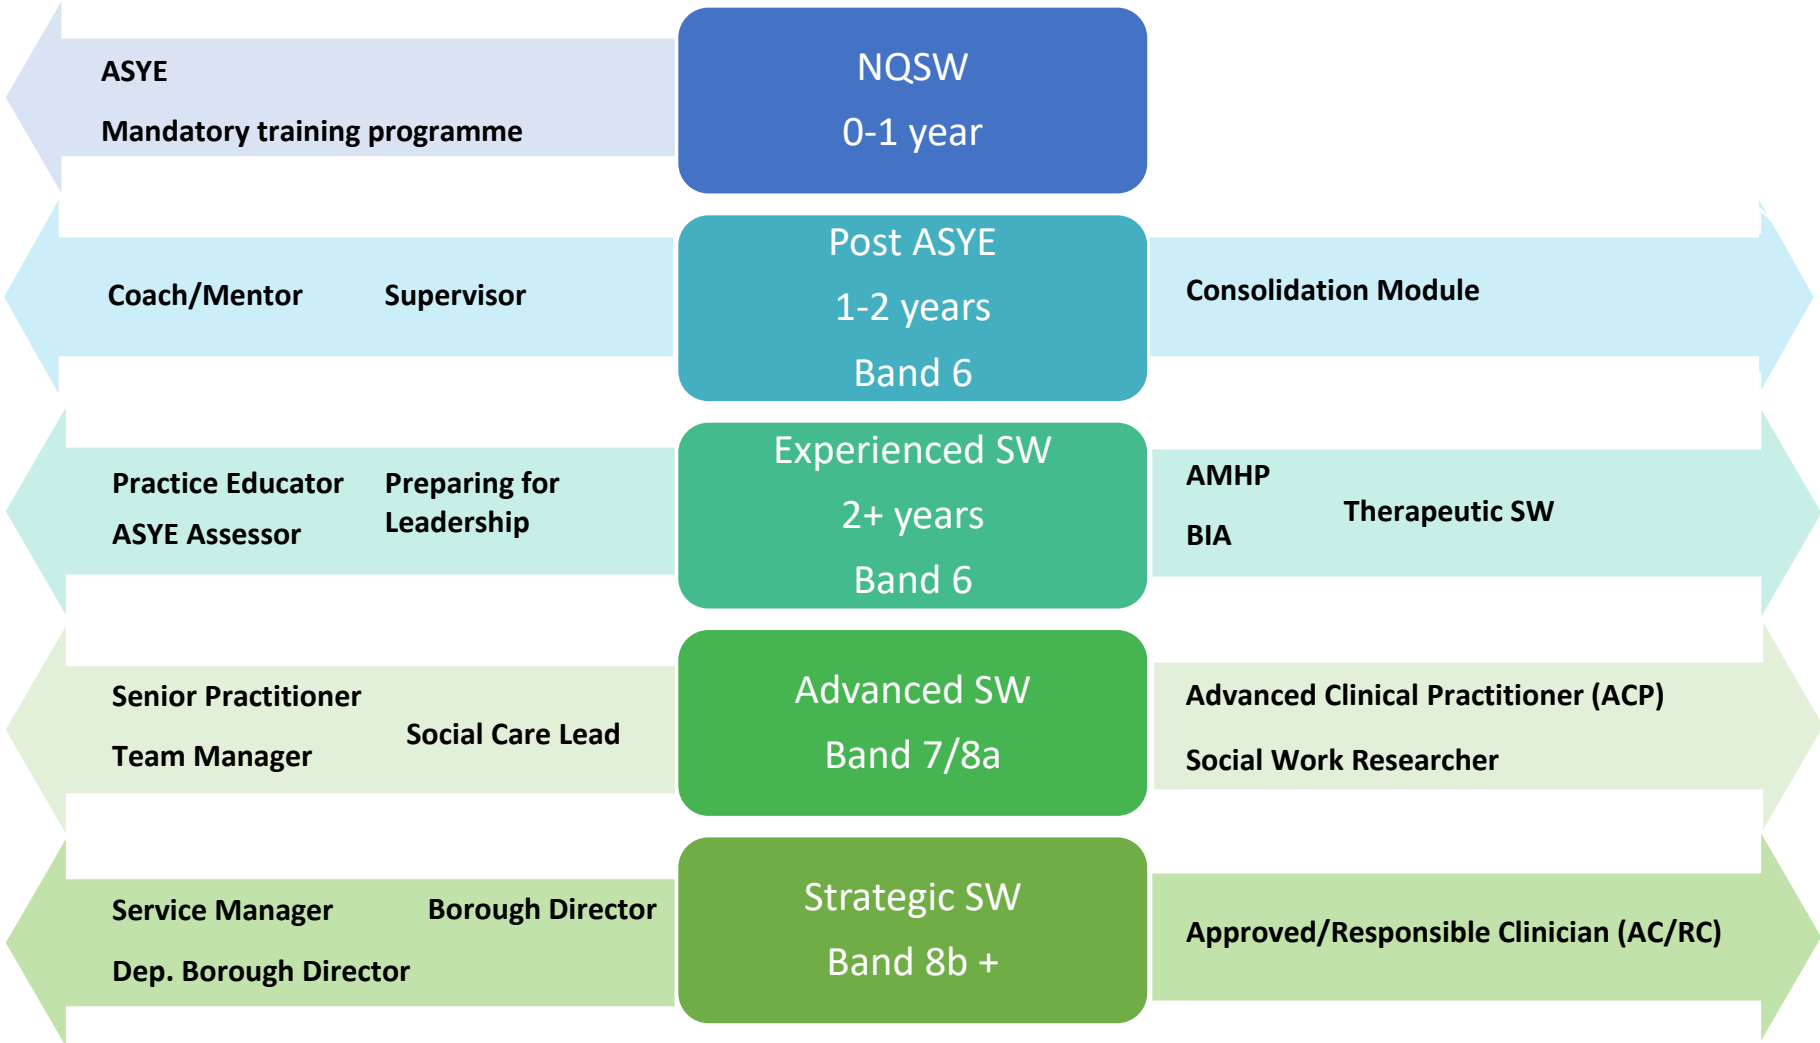 ASYE
Mandatory training programme
NQSW
0-1 year
Coach/Mentor
Supervisor
Post ASYE
1-2 years
Band 6
Consolidation Module
Practice Educator
ASYE Assessor
Preparing for
Leadership
Experienced SW
2+ years
Band 6
AMHP
BIA
Therapeutic SW
Senior Practitioner
Team Manager
Social Care Lead
Advanced SW
Band 7/8a
Advanced Clinical Practitioner (ACP)
Social Work Researcher
Service Manager
Dep. Borough Director
Borough Director
Strategic SW
Band 8b +
Approved/Responsible Clinician (AC/RC)